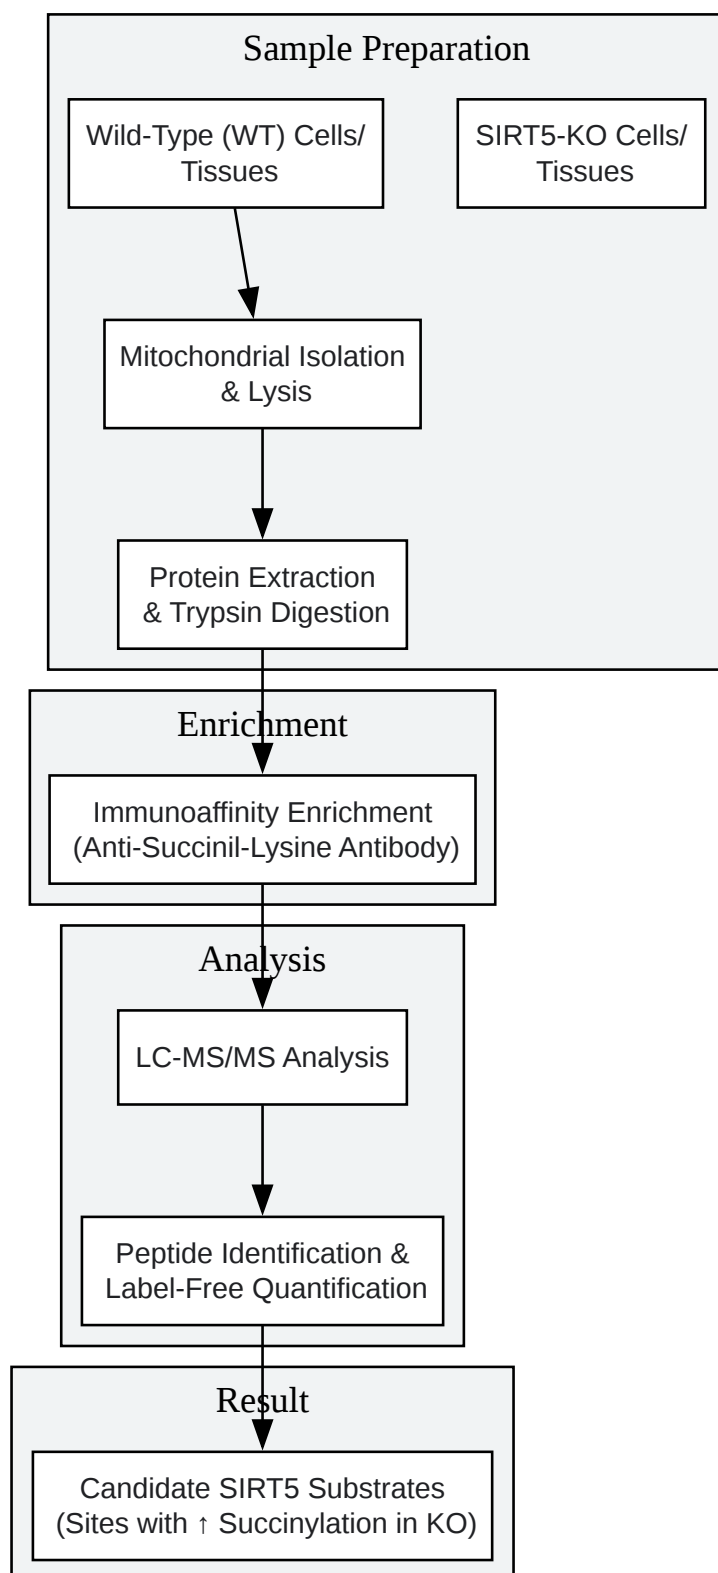 Sample Preparation
Wild-Type (WT) Cells/
Tissues
SIRT5-KO Cells/
Tissues
Mitochondrial Isolation
& Lysis
Protein Extraction
& Trypsin Digestion
Enrichment
Immunoaffinity Enrichment
(Anti-Succinil-Lysine Antibody)
Analysis
LC-MS/MS Analysis
Peptide Identification &
Label-Free Quantification
Result
Candidate SIRT5 Substrates
(Sites with ↑ Succinylation in KO)